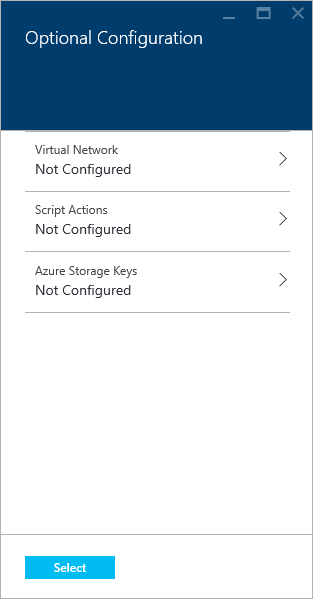 Optional Configuration
Virtual Network
Not Configured
Script Actions
Not Configured
Azure Storage Keys
Not Configured
Select